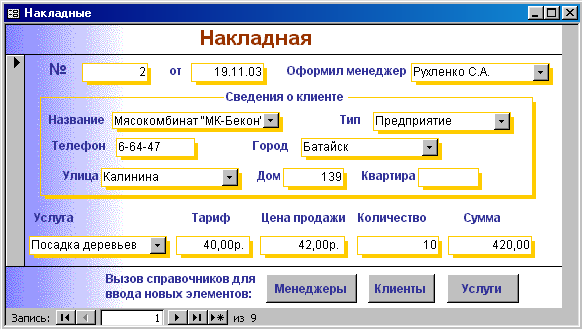 Накладные
Накладная
№ 2 от 19.11.03 Оформил менеджер Рухленко С.А.
Сведения о клиенте
Название Мясокомбинат "МК-Бекон" Тип Предприятие
Телефон 6-64-47 Город Батайск
Улица Калинина Дом 139 Квартира
Услуга Тариф Цена продажи Количество Сумма
Посадка деревьев 40,00р. 42,00р. 10 420,00
Вызов справочников для
ввода новых элементов: Менеджеры Клиенты Услуги
Запись: 1 из 9